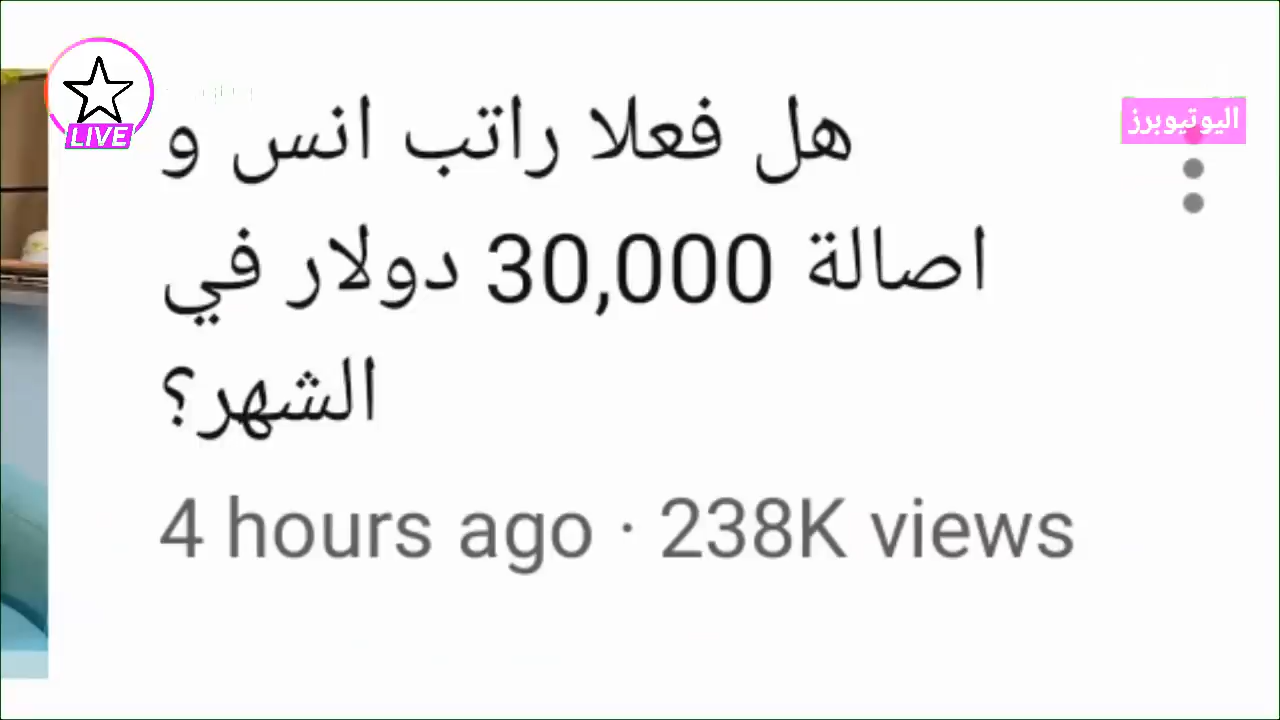 LIVE
اليوتيوبرز
هل فعلا راتب انس و
اصالة 30,000 دولار في
الشهر؟
4 hours ago · 238K views